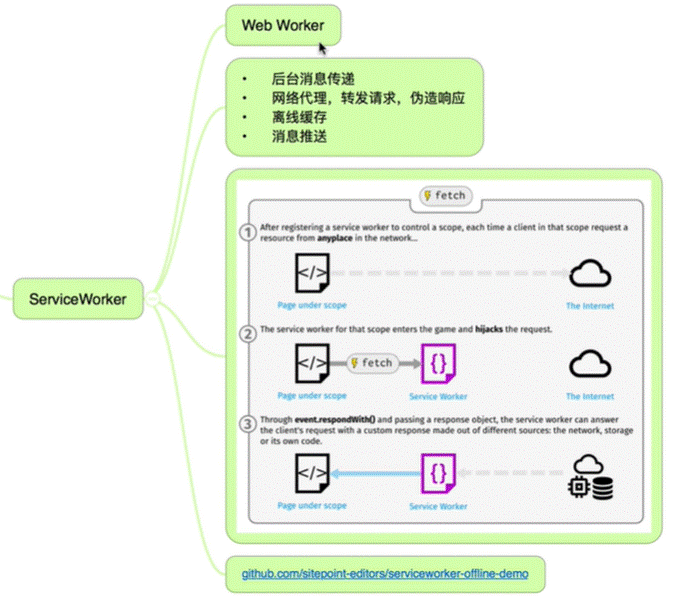 Web Worker
• 后台消息传递
• 网络代理，转发请求，伪造响应
• 离线缓存
• 消息推送
ServiceWorker
fetch
1 After registering a service worker to control a scope, each time a client in that scope request a
resource from anyplace in the network...
</>
Page under scope
The Internet
2 The service worker for that scope enters the game and hijacks the request.
</>
fetch
{}
Page under scope
Service Worker
The Internet
3 Through event.respondWith() and passing a response object, the service worker can answer
the client's request with a custom response made out of different sources: the network, storage
or its own code.
</>
{}
Page under scope
Service Worker
github.com/sitepoint-editors/serviceworker-offline-demo